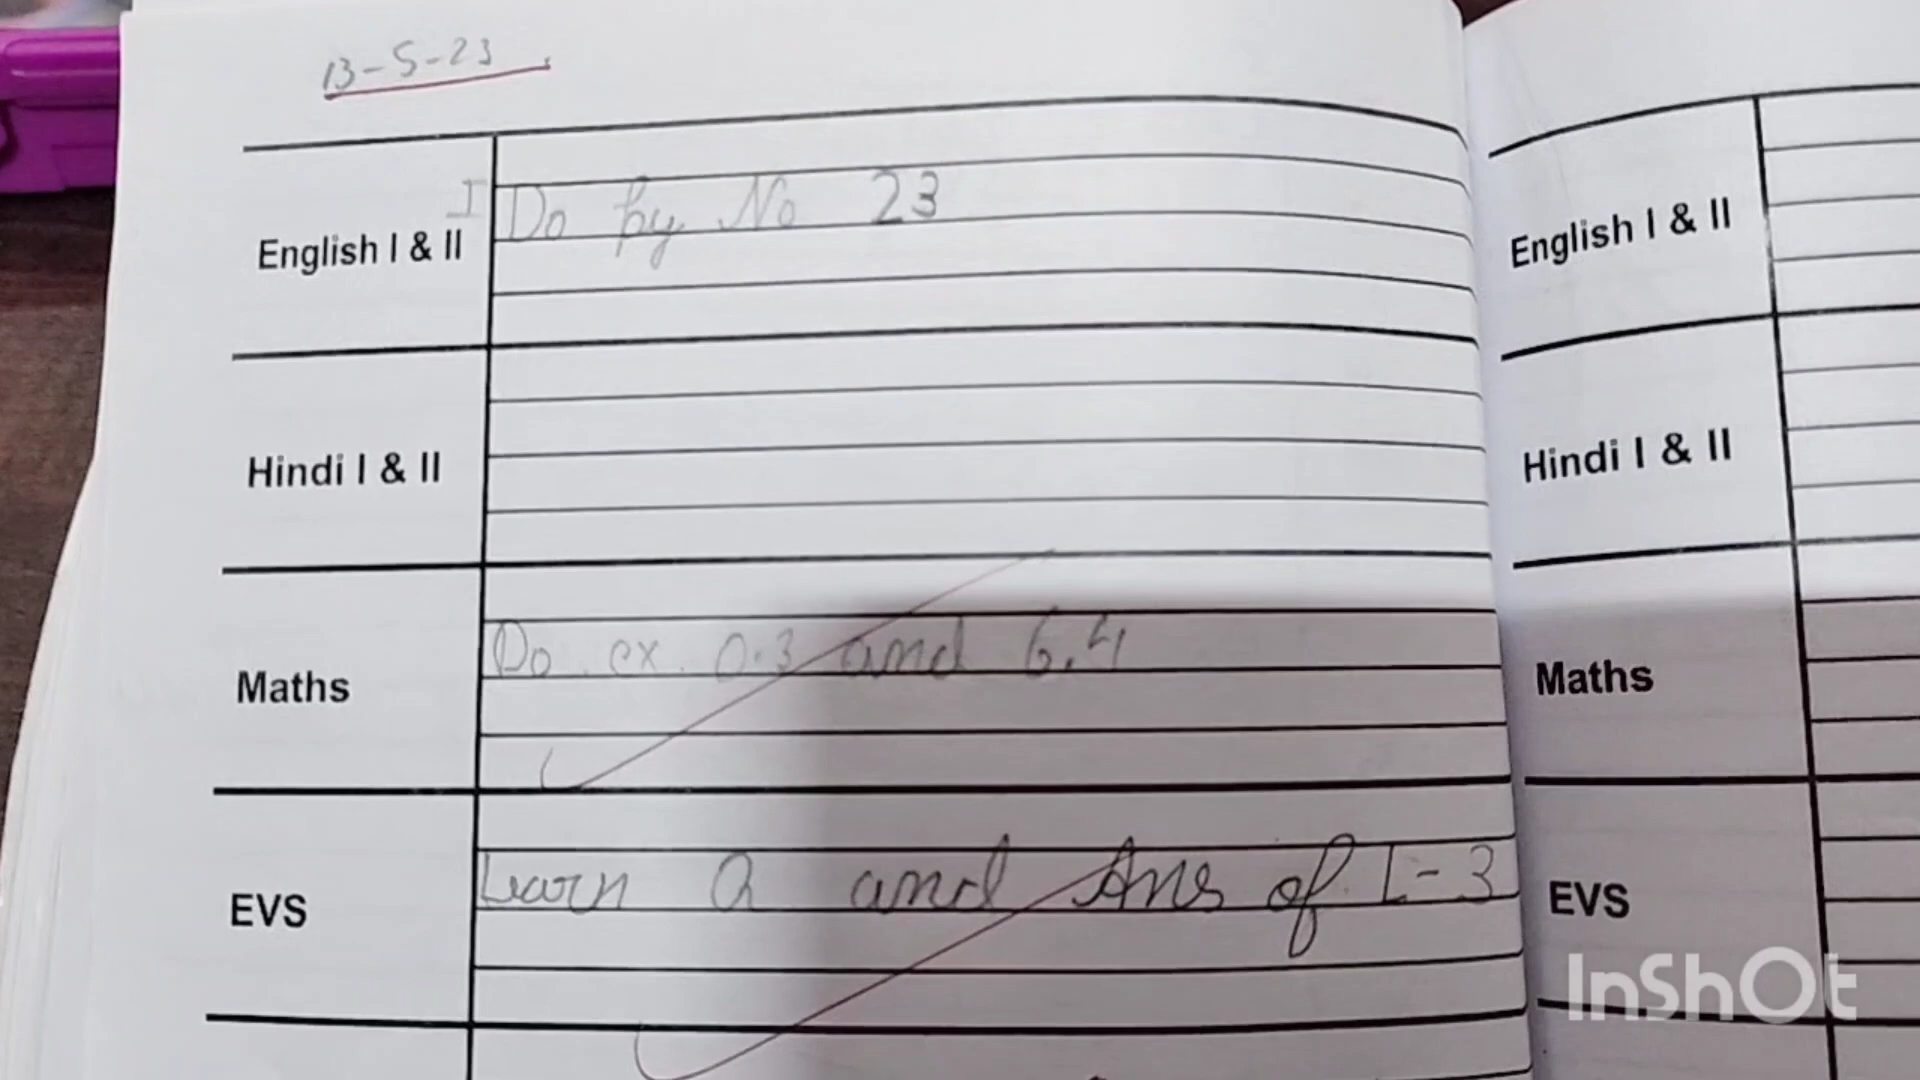 13-5-23
I Do pg No 23
English I & II
Hindi I & II
Do ex 0.3 and 6.4
Maths
Learn Q and Ans of L-3
EVS
English I & II
Hindi I & II
Maths
EVS
InShOt